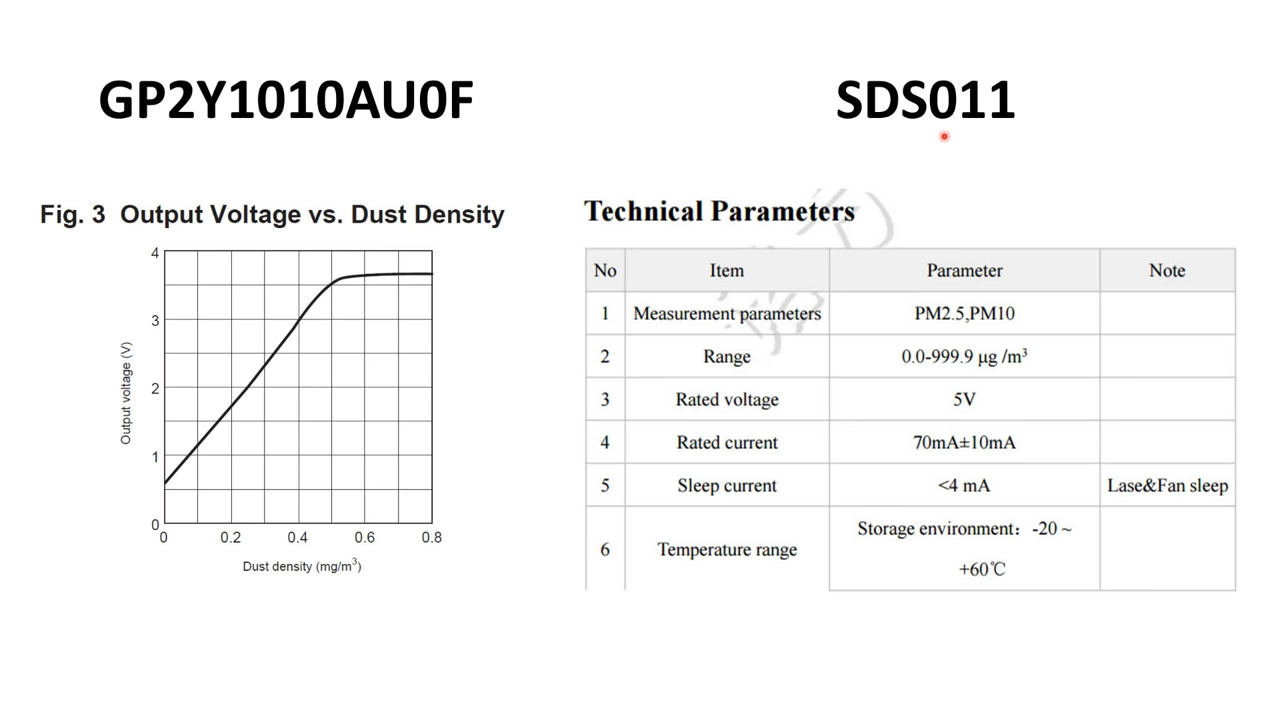 GP2Y1010AU0F
SDS011
Fig. 3 Output Voltage vs. Dust Density
4
3
2
1
0
Output voltage (V)
0 0.2 0.4 0.6 0.8
Dust density (mg/m³)
Technical Parameters
No Item Parameter Note
1 Measurement parameters PM2.5,PM10
2 Range 0.0-999.9 μg /m³
3 Rated voltage 5V
4 Rated current 70mA±10mA
5 Sleep current <4 mA Lase&Fan sleep
6 Temperature range Storage environment：-20 ~
+60℃